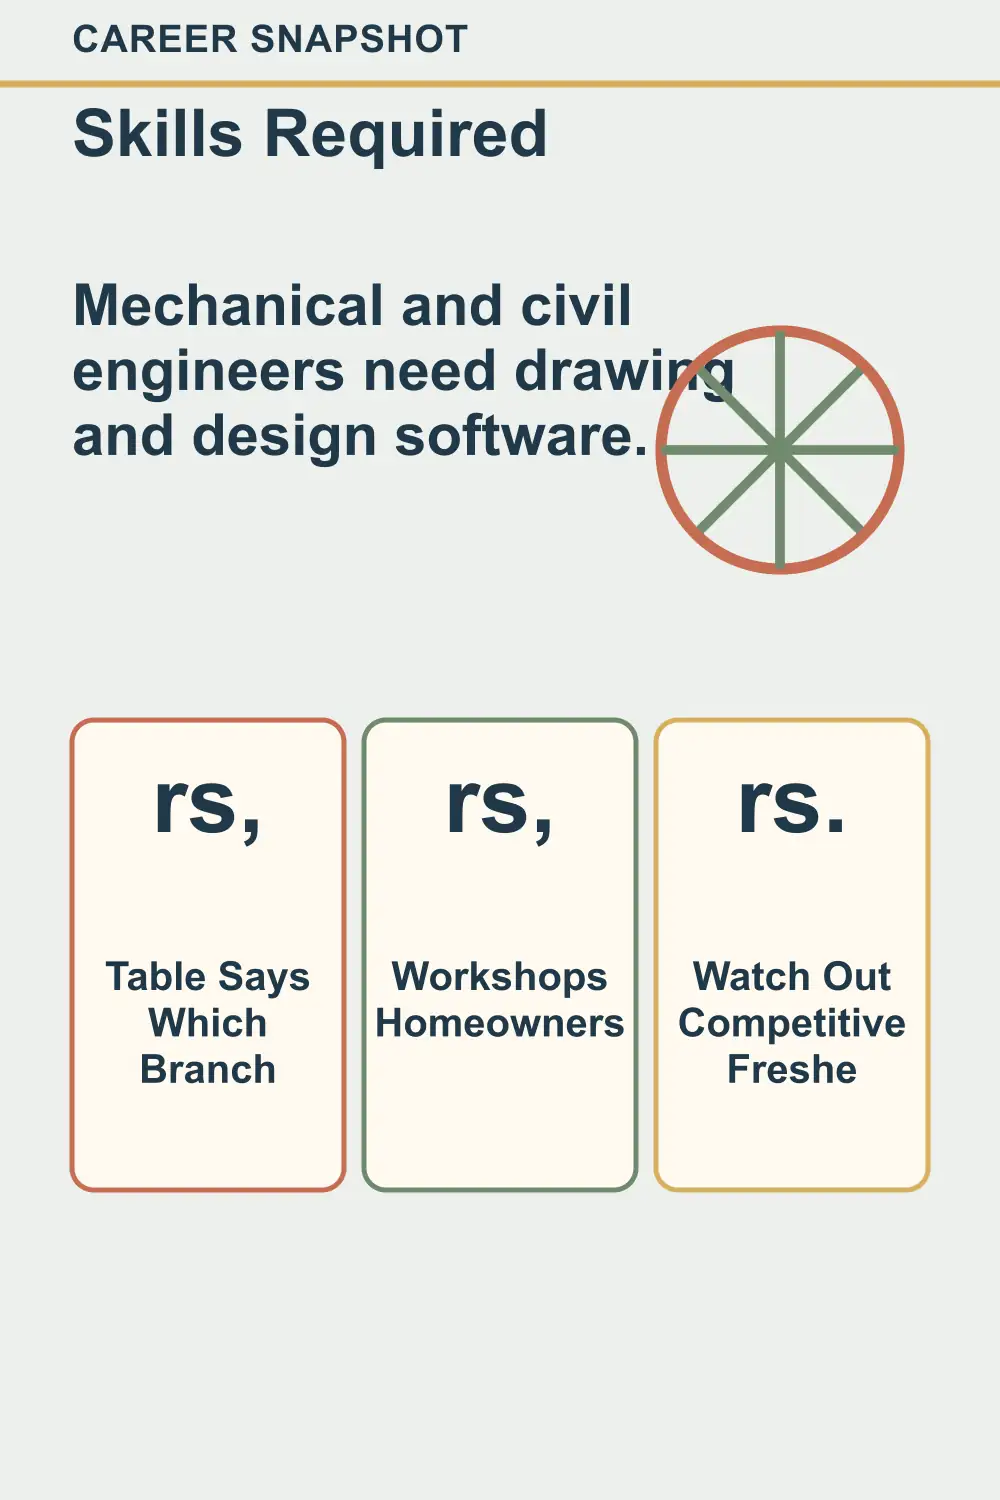 CAREER SNAPSHOT
Skills Required
Mechanical and civil
engineers need drawing
and design software.
rs,
Table Says
Which
Branch
rs,
Workshops
Homeowners
rs.
Watch Out
Competitive
Freshe